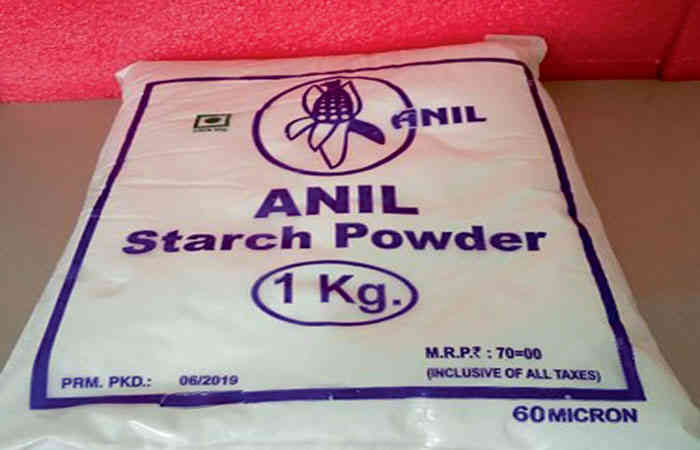 ANIL
ANIL
Starch Powder
1 Kg.
M.R.P.₹ : 70=00
(INCLUSIVE OF ALL TAXES)
PRM. PKD.: 06/2019
60 MICRON